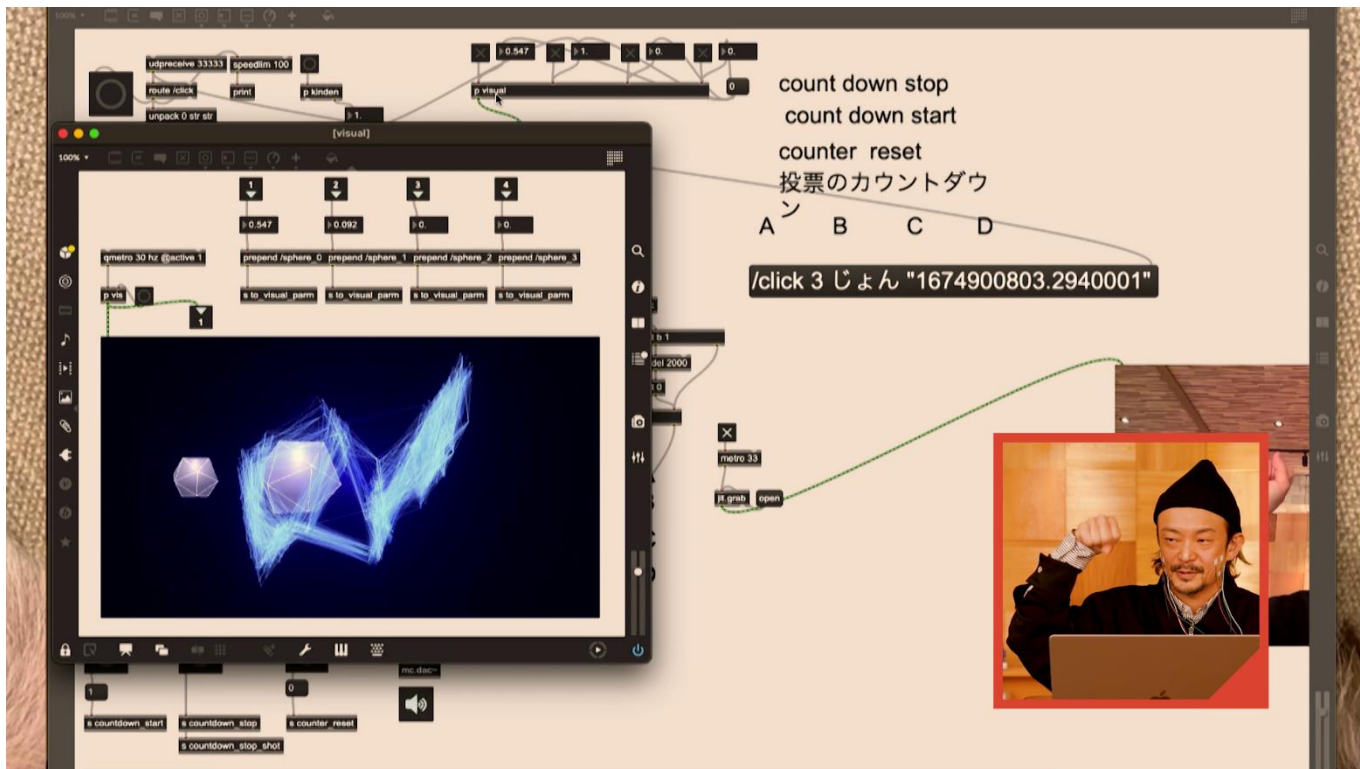 100%
udpreceive 33333 speedlim 100
route /click print p kinden
unpack 0 str str 1.
0.547 1. 0. 0.
p visual 0
count down stop
count down start
counter reset
投票のカウントダウ
ン
A B C D
/click 3 じょん "1674900803.2940001"
[visual]
100%
1 2 3 4
0.547 0.092 0. 0.
qmetro 30 hz @active 1 prepend /sphere_0 prepend /sphere_1 prepend /sphere_2 prepend /sphere_3
p vis s to_visual_parm s to_visual_parm s to_visual_parm s to_visual_parm
1
b 1
del 2000
metro 33
jit.grab open
mc.dac~
1 0
s countdown_start s countdown_stop s counter_reset
s countdown_stop_shot